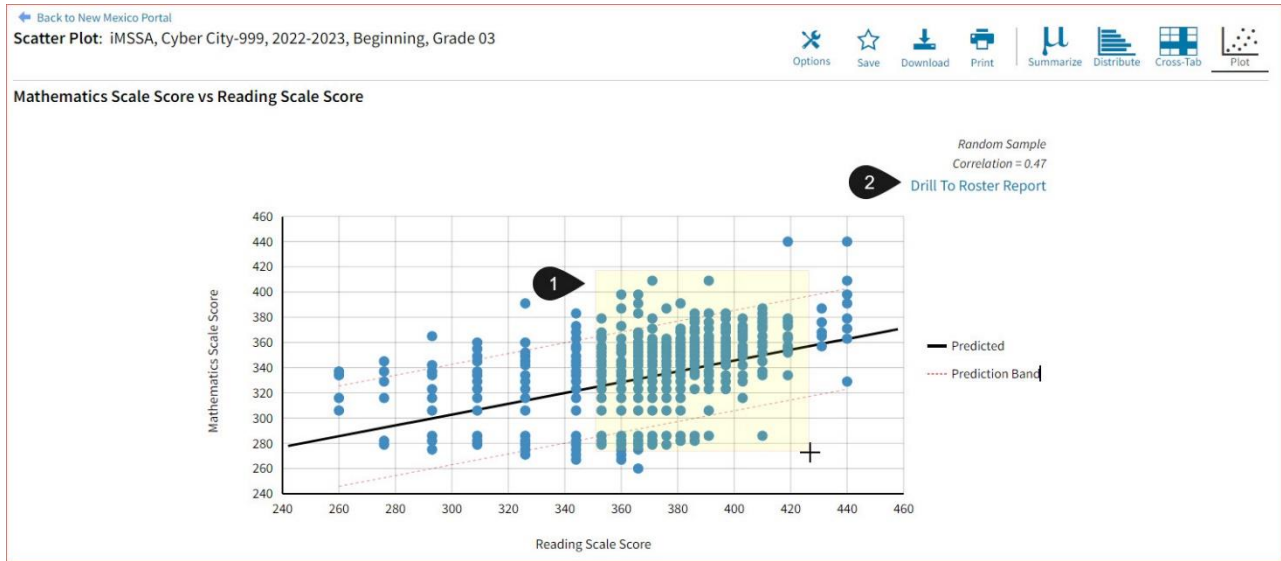 Back to New Mexico Portal
Scatter Plot: iMSSA, Cyber City-999, 2022-2023, Beginning, Grade 03
Options Save Download Print Summarize Distribute Cross-Tab Plot
Mathematics Scale Score vs Reading Scale Score
Random Sample
Correlation = 0.47
2 Drill To Roster Report
460
440
420
400
380
360
340
320
300
280
260
240
Mathematics Scale Score
1
Predicted
Prediction Band
240 260 280 300 320 340 360 380 400 420 440 460
Reading Scale Score